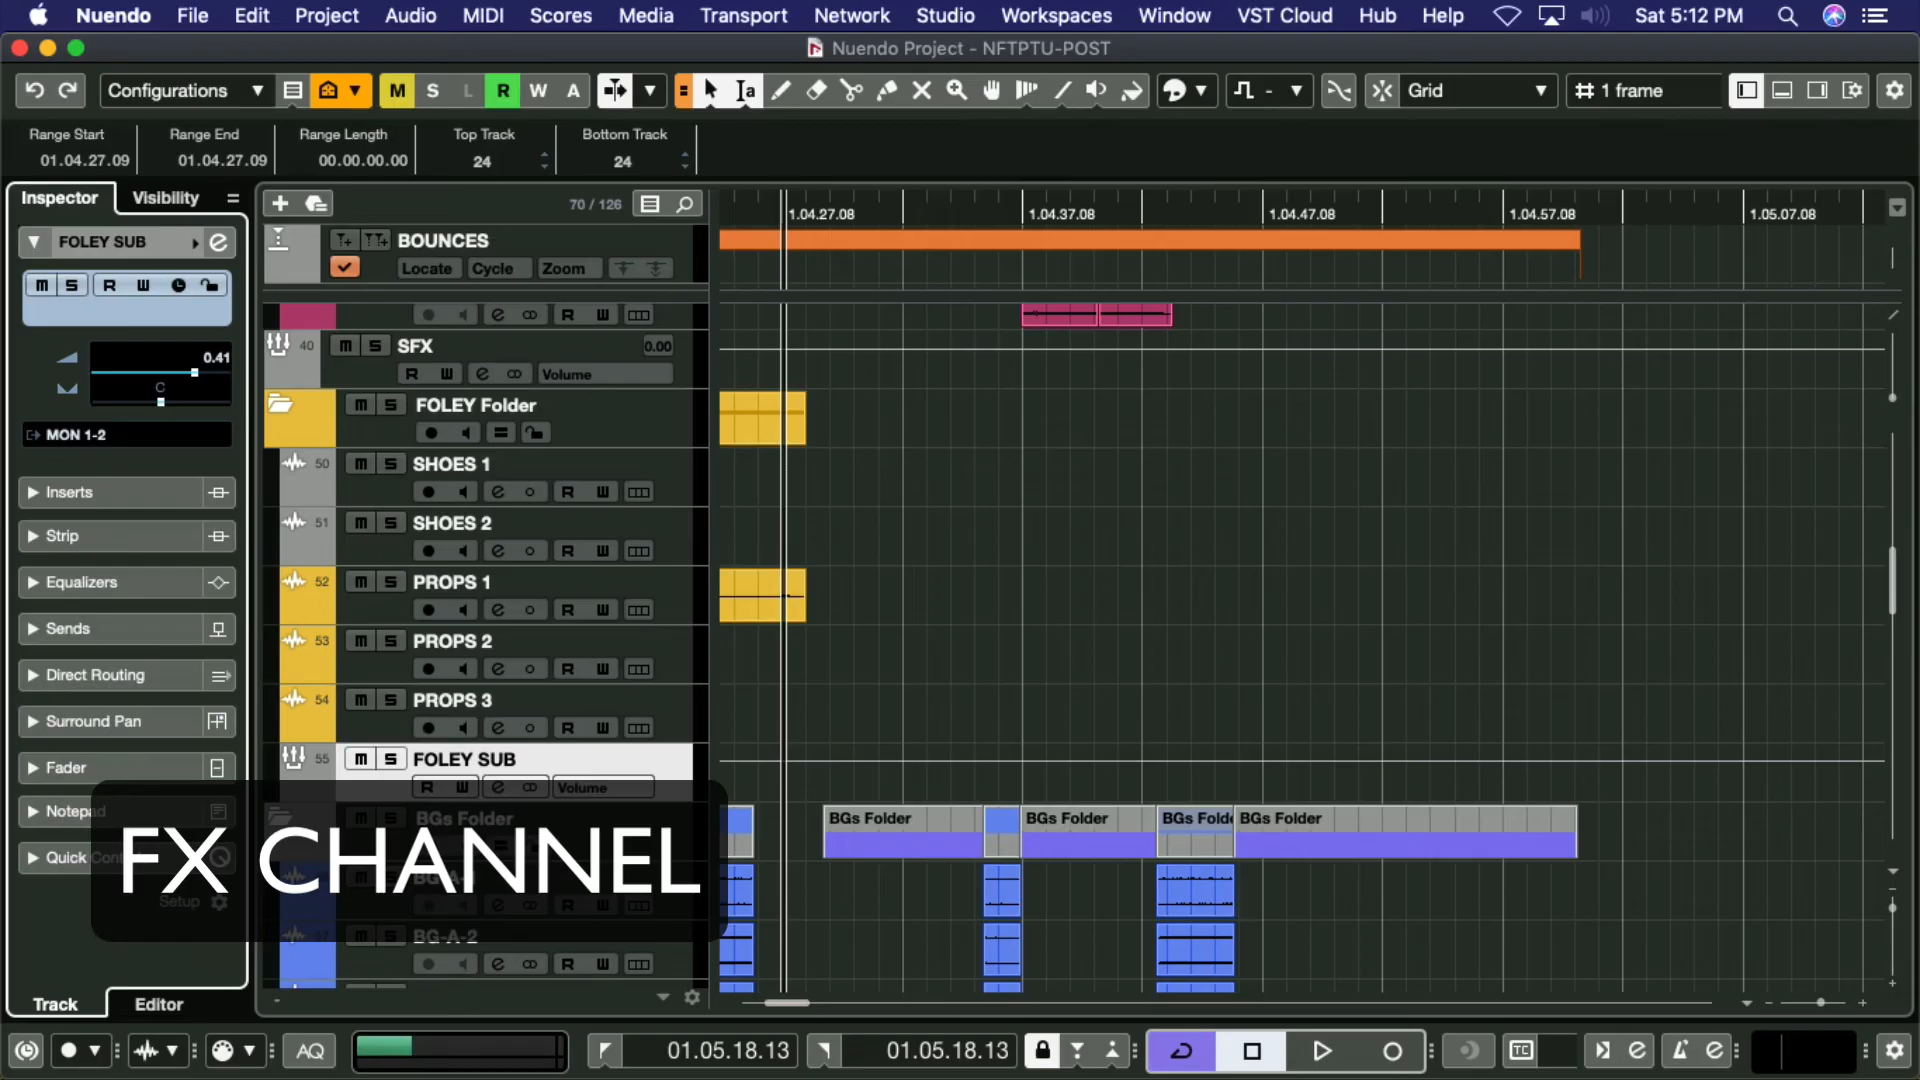 Nuendo File Edit Project Audio MIDI Scores Media Transport Network Studio Workspaces Window VST Cloud Hub Help Sat 5:12 PM
Nuendo Project - NFTPTU-POST
Configurations M S L R W A Grid 1 frame
Range Start Range End Range Length Top Track Bottom Track
01.04.27.09 01.04.27.09 00.00.00.00 24 24
Inspector Visibility
70 / 126
1.04.27.08 1.04.37.08 1.04.47.08 1.04.57.08 1.05.07.08
FOLEY SUB
M S R W
0.41
C
MON 1-2
Inserts
Strip
Equalizers
Sends
Direct Routing
Surround Pan
Fader
Notepad
Quick
Setup
Track Editor
BOUNCES
Locate Cycle Zoom
R W
40 M S SFX 0.00
R W Volume
M S FOLEY Folder
50 M S SHOES 1
R W
51 M S SHOES 2
R W
52 M S PROPS 1
R W
53 M S PROPS 2
R W
54 M S PROPS 3
R W
55 M S FOLEY SUB
R W Volume
BGs Folder
BG-A-2
R W
BGs Folder BGs Folder BGs Folde BGs Folder
FX CHANNEL
AQ 01.05.18.13 01.05.18.13 TC